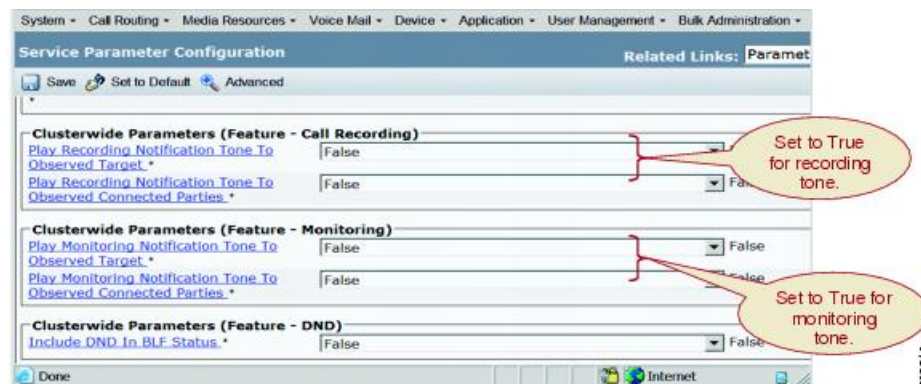 System - Call Routing - Media Resources - Voice Mail - Device - Application - User Management - Bulk Administration -
Service Parameter Configuration
Related Links: Paramet
Save Set to Default Advanced
*
Clusterwide Parameters (Feature - Call Recording)
Play Recording Notification Tone To Observed Target * False
Play Recording Notification Tone To Observed Connected Parties * False
Set to True for recording tone.
Clusterwide Parameters (Feature - Monitoring)
Play Monitoring Notification Tone To Observed Target * False False
Play Monitoring Notification Tone To Observed Connected Parties * False False
Set to True for monitoring tone.
Clusterwide Parameters (Feature - DND)
Include DND In BLF Status * False False
Done Internet